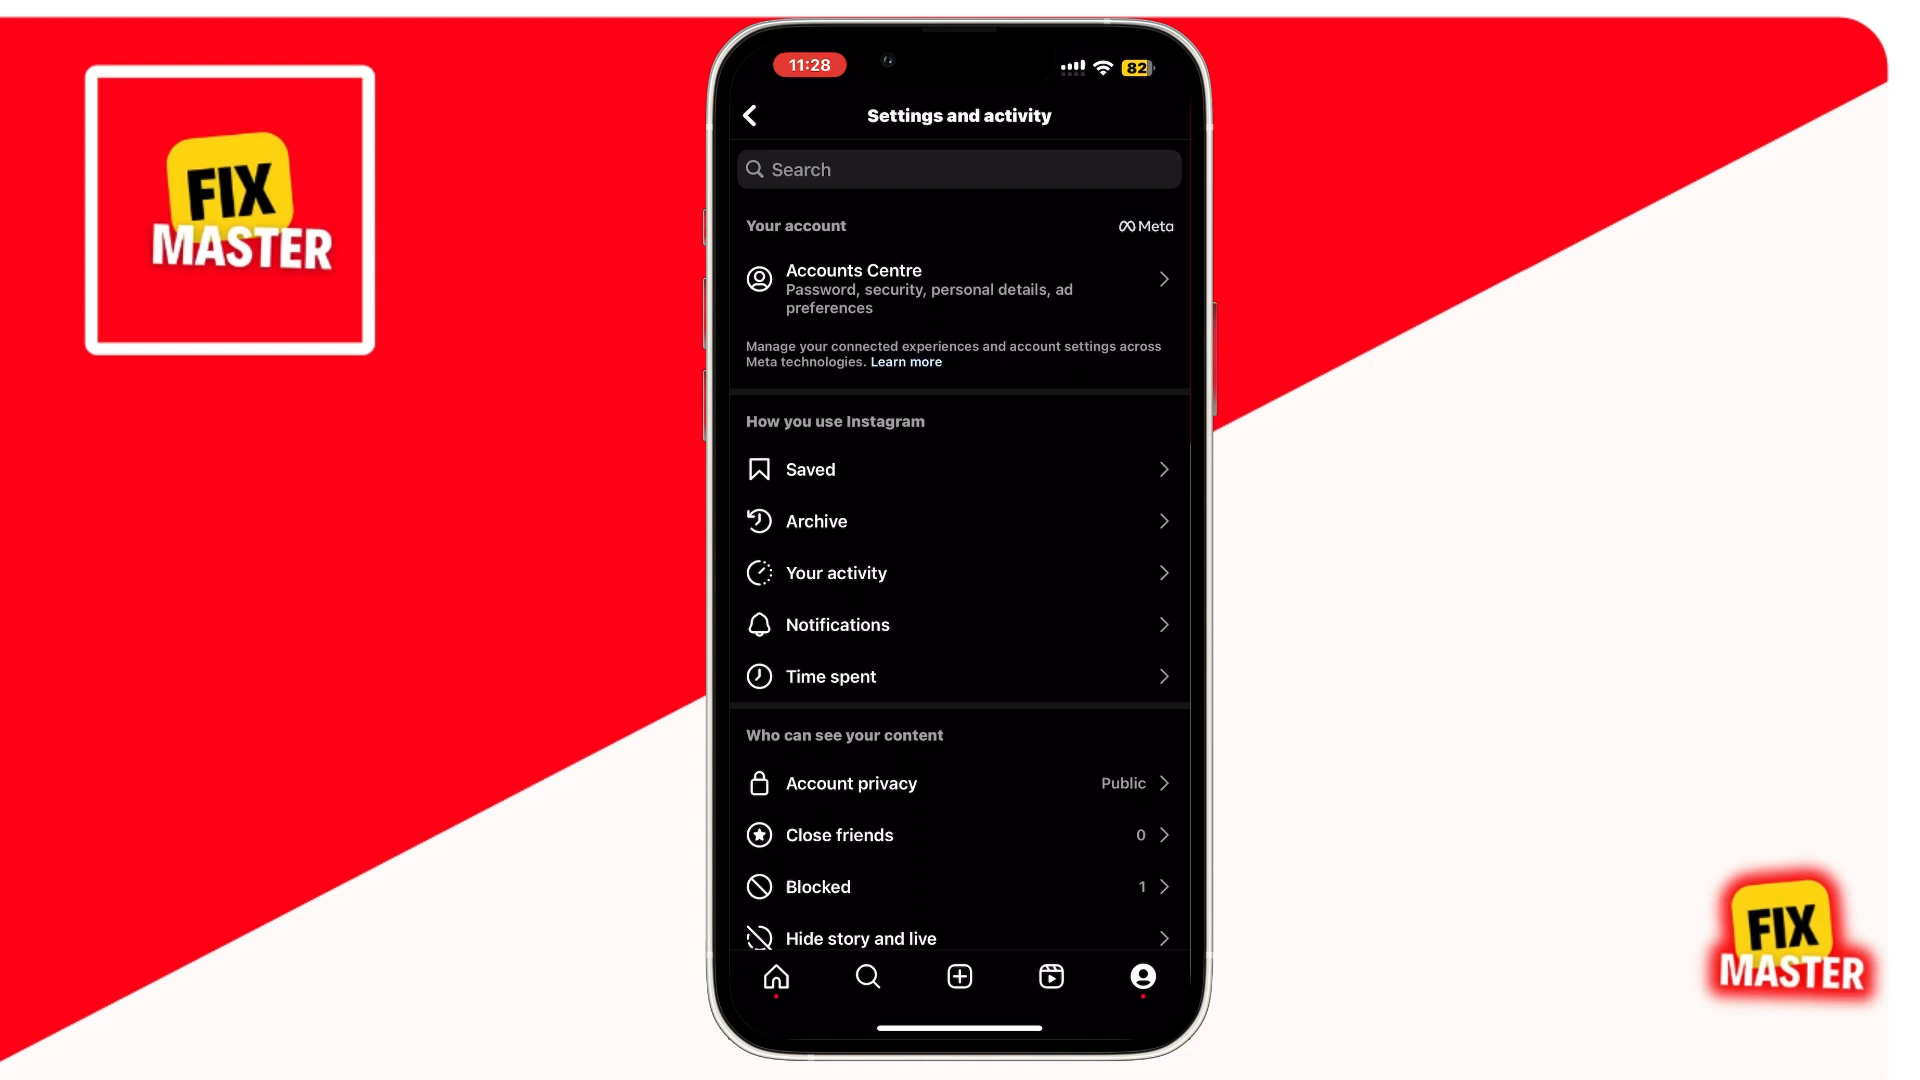 FIX
MASTER
11:28
82
Settings and activity
Search
Your account
Meta
Accounts Centre
Password, security, personal details, ad
preferences
Manage your connected experiences and account settings across
Meta technologies. Learn more
How you use Instagram
Saved
Archive
Your activity
Notifications
Time spent
Who can see your content
Account privacy Public
Close friends 0
Blocked 1
Hide story and live
FIX
MASTER